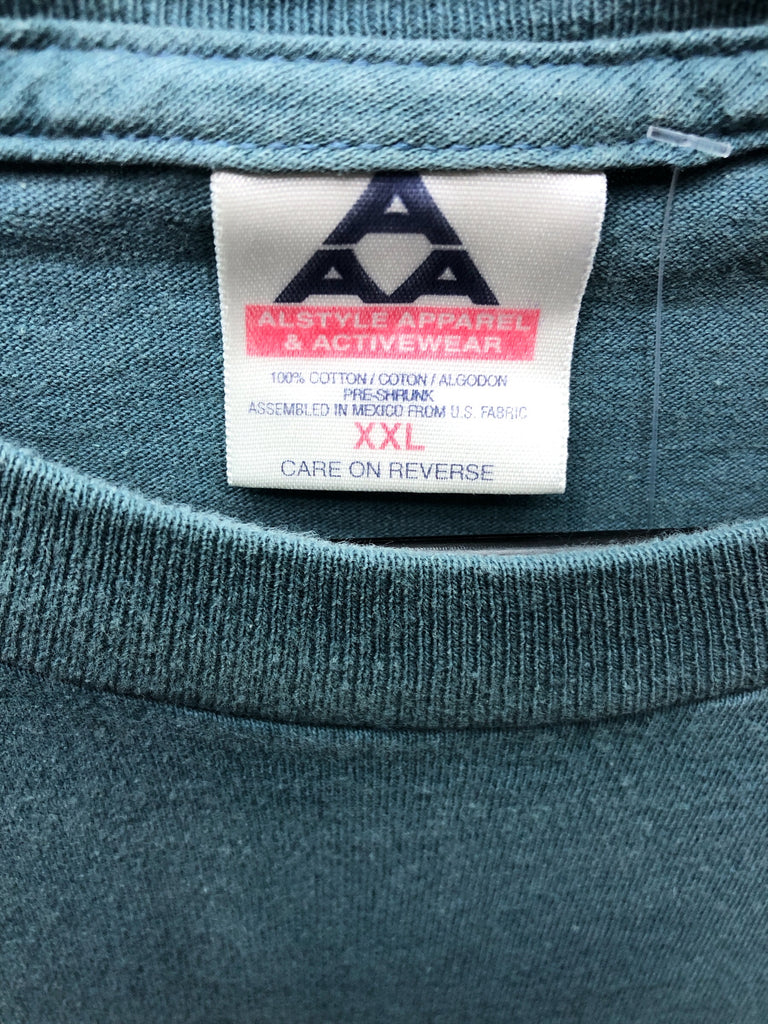 A
A A
ALSTYLE APPAREL
& ACTIVEWEAR
100% COTTON / COTON / ALGODON
PRE-SHRUNK
ASSEMBLED IN MEXICO FROM U.S. FABRIC
XXL
CARE ON REVERSE